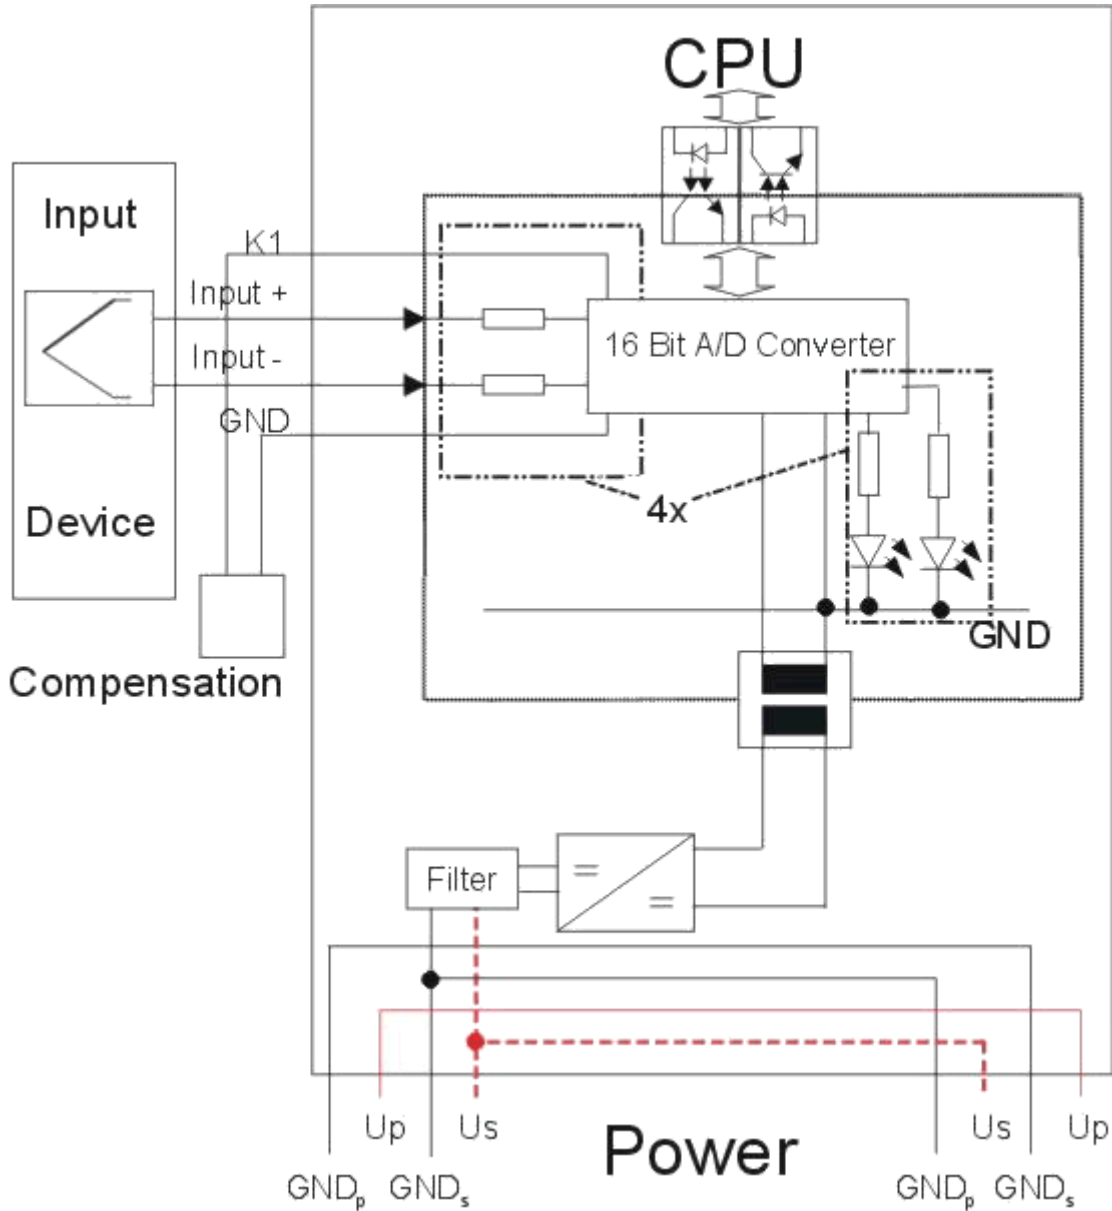 CPU
Input
K1
Input +
16 Bit A/D Converter
Input -
GND
4x
Device
GND
Compensation
Filter
= =
Up
Us
Power
Us
Up
GNDp
GNDs
GNDp
GNDs